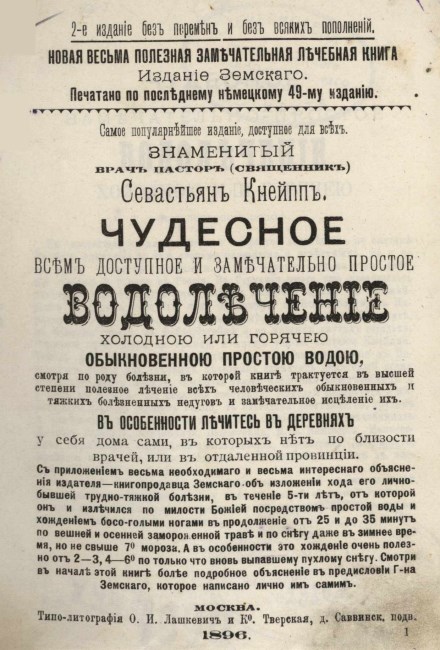 2-е изданіе безъ перемѣнъ и безъ всякихъ пополненій.
НОВАЯ ВЕСЬМА ПОЛЕЗНАЯ ЗАМѢЧАТЕЛЬНАЯ ЛѢЧЕБНАЯ КНИГА
Изданіе Земскаго.
Печатано по послѣднему нѣмецкому 49-му изданію.
Самое популярнѣйшее изданіе, доступное для всѣхъ.
ЗНАМЕНИТЫЙ
ВРАЧЪ ПАСТОРЪ (СВЯЩЕННИКЪ)
Севастьянъ Кнейппъ.
ЧУДЕСНОЕ
ВСѢМЪ ДОСТУПНОЕ И ЗАМѢЧАТЕЛЬНО ПРОСТОЕ
ВОДОЛѢЧЕНІЕ
ХОЛОДНОЮ ИЛИ ГОРЯЧЕЮ
ОБЫКНОВЕННОЮ ПРОСТОЮ ВОДОЮ,
смотря по роду болѣзни, въ которой книгѣ трактуется въ высшей
степени полезное лѣченіе всѣхъ человѣческихъ обыкновенныхъ и
тяжкихъ болѣзненныхъ недуговъ и замѣчательное исцѣленіе ихъ.
ВЪ ОСОБЕННОСТИ ЛѢЧИТЕСЬ ВЪ ДЕРЕВНЯХЪ
у себя дома сами, въ которыхъ нѣтъ по близости
врачей, или въ отдаленной провинціи.
Съ приложеніемъ весьма необходимаго и весьма интереснаго объясне-
нія издателя—книгопродавца Земскаго объ изложеніи хода его лично-
бывшей трудно-тяжкой болѣзни, въ теченіе 5-ти лѣтъ, отъ которой
онъ и излѣчился по милости Божіей посредствомъ простой воды и
хожденіемъ босо-голыми ногами въ продолженіе отъ 25 и до 35 минутъ
по вешней и осенней замороженной травѣ и по снѣгу даже въ зимнее вре-
мя, но не свыше 7° мороза. А въ особенности это хожденіе очень полез-
но отъ 2—3, 4—6° по только что вновь выпавшему пухлому снѣгу. Смотри
въ началѣ этой книгѣ болѣе подробное объясненіе въ предисловіи Г-на
Земскаго, которое написано лично имъ самимъ.
МОСКВА.
Типо-литографія О. И. Лашкевичъ и К°. Тверская, д. Саввинск. подв.
1896.
1